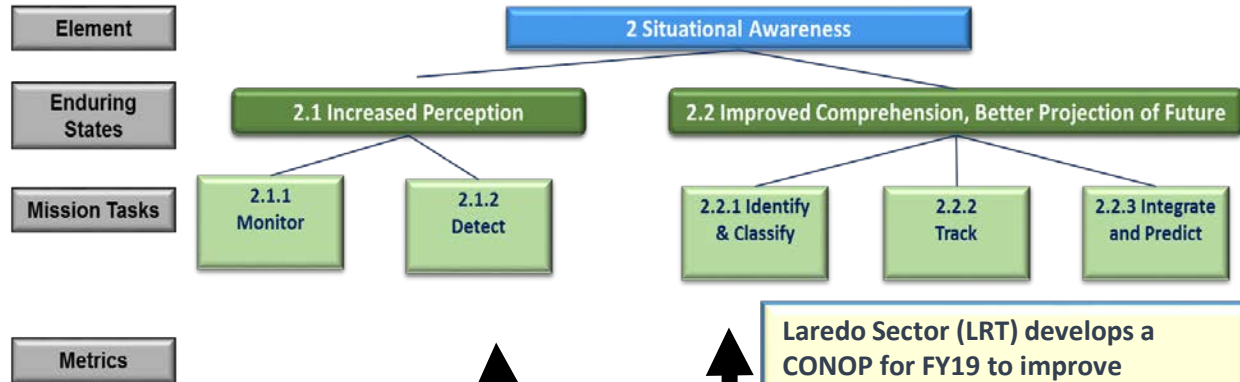 Element
2 Situational Awareness
Enduring
States
2.1 Increased Perception
2.2 Improved Comprehension, Better Projection of Future
Mission Tasks
2.1.1
Monitor
2.1.2
Detect
2.2.1 Identify
& Classify
2.2.2
Track
2.2.3 Integrate
and Predict
Metrics
Laredo Sector (LRT) develops a
CONOP for FY19 to improve